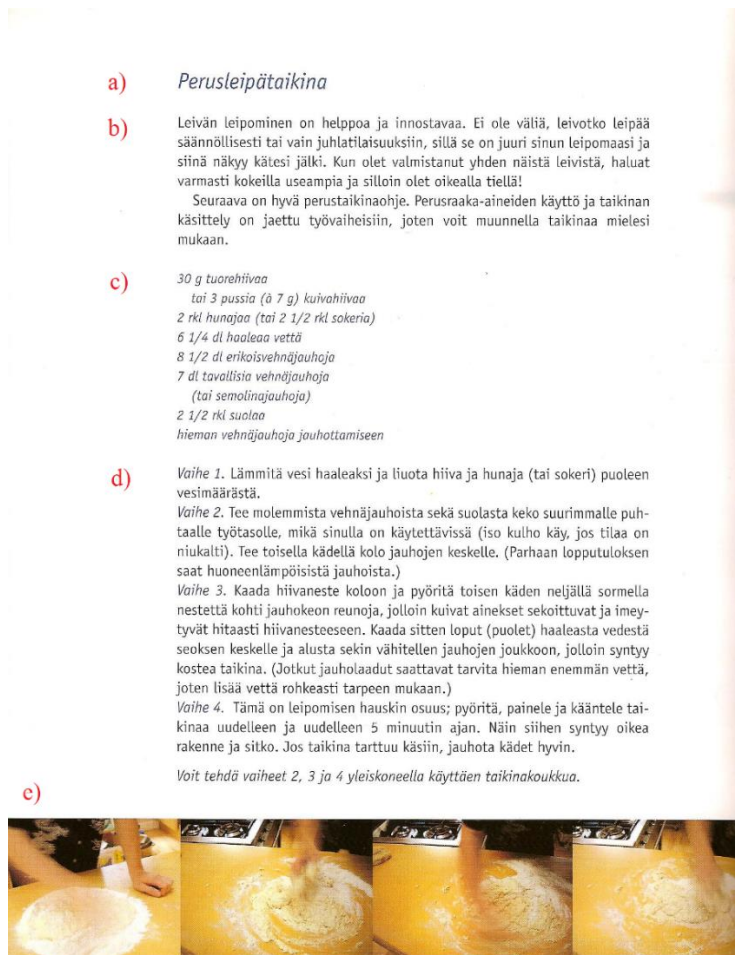 a) Perusleipätaikina
b) Leivän leipominen on helppoa ja innostavaa. Ei ole väliä, leivotko leipää
säännöllisesti tai vain juhlatilaisuuksiin, sillä se on juuri sinun leipomaasi ja
siinä näkyy kätesi jälki. Kun olet valmistanut yhden näistä leivistä, haluat
varmasti kokeilla useampia ja silloin olet oikealla tiellä!
Seuraava on hyvä perustaikinaohje. Perusraaka-aineiden käyttö ja taikinan
käsittely on jaettu työvaiheisiin, joten voit muunnella taikinaa mielesi
mukaan.
c) 30 g tuorehiivaa
tai 3 pussia (à 7 g) kuivahiivaa
2 rkl hunajaa (tai 2 1/2 rkl sokeria)
6 1/4 dl haaleaa vettä
8 1/2 dl erikoisvehnäjauhoja
7 dl tavallisia vehnäjauhoja
(tai semolinajauhoja)
2 1/2 rkl suolaa
hieman vehnäjauhoja jauhottamiseen
d) Vaihe 1. Lämmitä vesi haaleaksi ja liuota hiiva ja hunaja (tai sokeri) puoleen
vesimäärästä.
Vaihe 2. Tee molemmista vehnäjauhoista sekä suolasta keko suurimmalle puh-
taalle työtasolle, mikä sinulla on käytettävissä (iso kulho käy, jos tilaa on
niukalti). Tee toisella kädellä kolo jauhojen keskelle. (Parhaan lopputuloksen
saat huoneenlämpöisistä jauhoista.)
Vaihe 3. Kaada hiivaneste koloon ja pyöritä toisen käden neljällä sormella
nestettä kohti jauhokeon reunoja, jolloin kuivat ainekset sekoittuvat ja imey-
tyvät hitaasti hiivanesteeseen. Kaada sitten loput (puolet) haaleasta vedestä
seoksen keskelle ja alusta sekin vähitellen jauhojen joukkoon, jolloin syntyy
kostea taikina. (Jotkut jauholaadut saattavat tarvita hieman enemmän vettä,
joten lisää vettä rohkeasti tarpeen mukaan.)
Vaihe 4. Tämä on leipomisen hauskin osuus; pyöritä, painele ja kääntele tai-
kinaa uudelleen ja uudelleen 5 minuutin ajan. Näin siihen syntyy oikea
rakenne ja sitko. Jos taikina tarttuu käsiin, jauhota kädet hyvin.
Voit tehdä vaiheet 2, 3 ja 4 yleiskoneella käyttäen taikinakoukkua.
e)